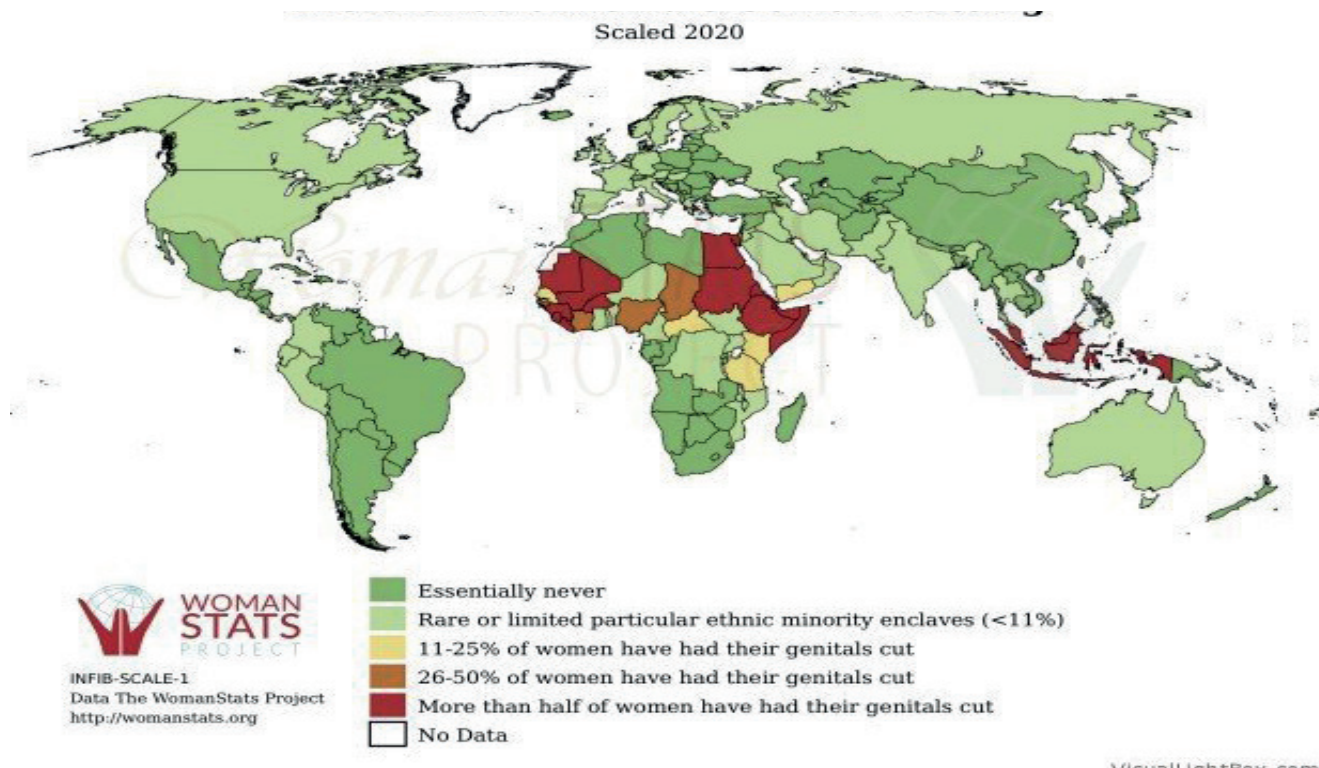 Scaled 2020
Woman
PROJECT
Essentially never
Rare or limited particular ethnic minority enclaves (<11%)
11-25% of women have had their genitals cut
26-50% of women have had their genitals cut
More than half of women have had their genitals cut
No Data
WOMAN
STATS
PROJECT
INFIB-SCALE-1
Data The WomanStats Project
http://womanstats.org